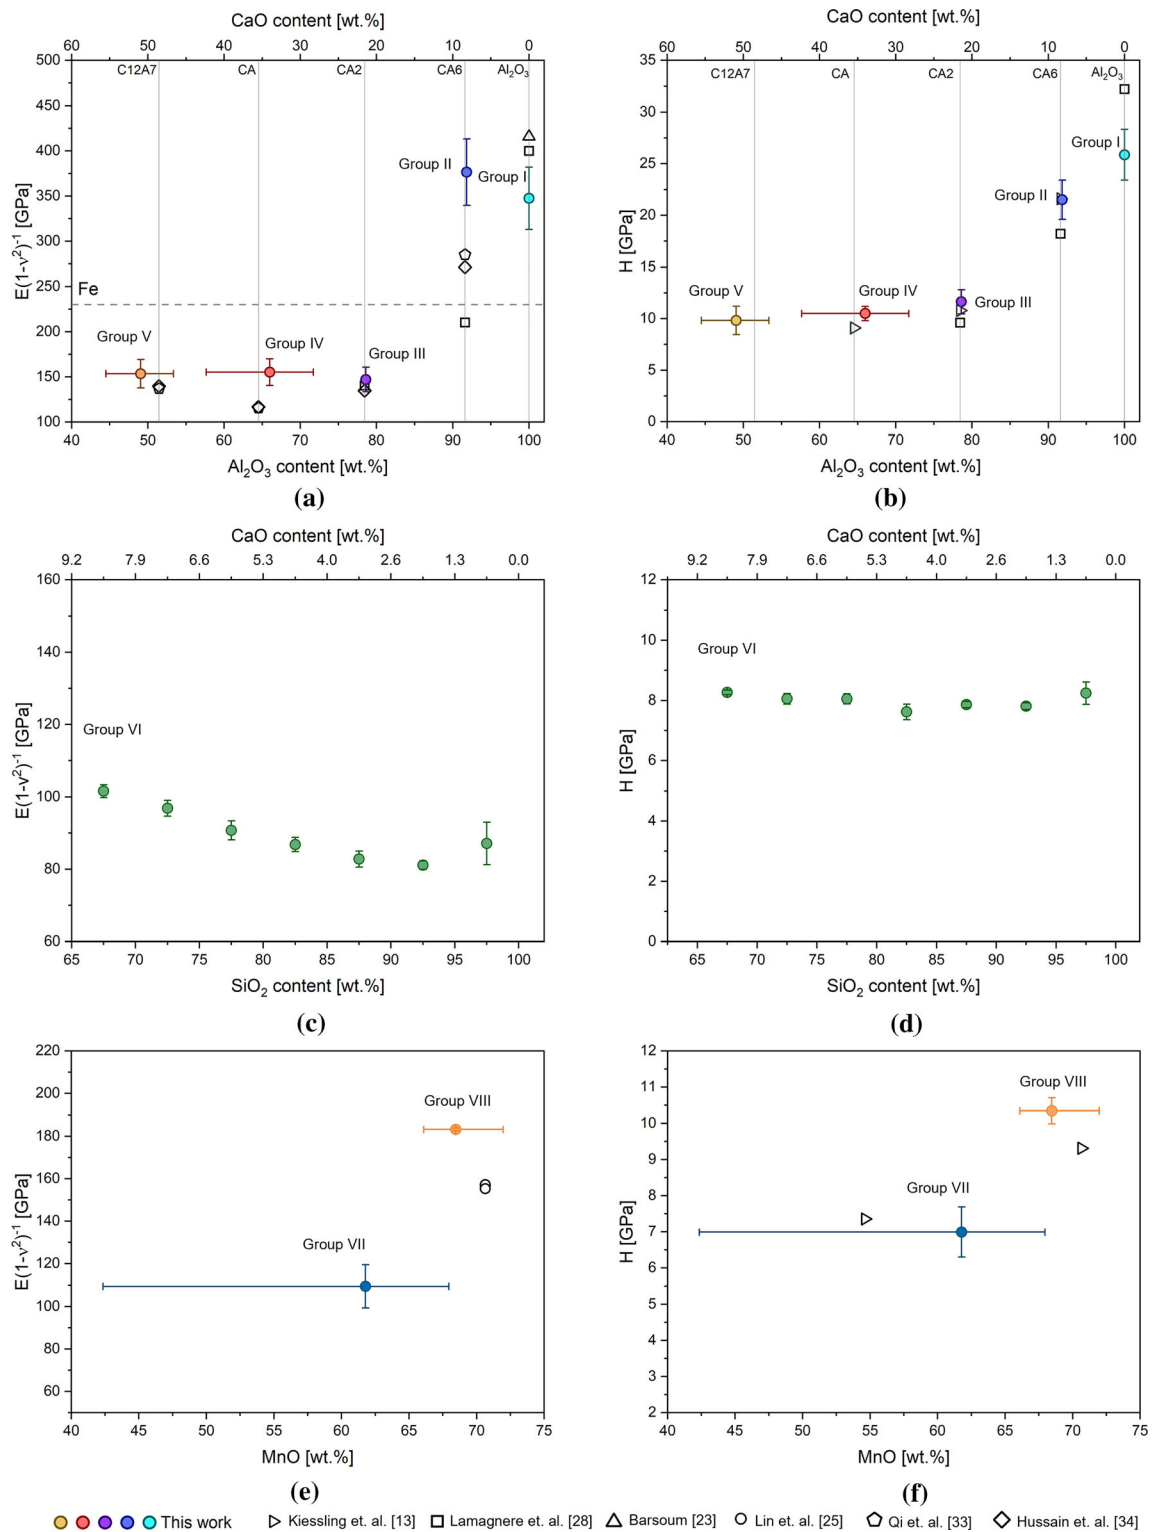 CaO content [wt.%]
60 50 40 30 20 10 0
C12A7 CA CA2 CA6 Al₂O₃
500
450
400
350
300
250
200
150
100
E(1-ν²)⁻¹ [GPa]
Group II
Group I
Fe
Group V
Group IV
Group III
40 50 60 70 80 90 100
Al₂O₃ content [wt.%]
(a)
CaO content [wt.%]
60 50 40 30 20 10 0
C12A7 CA CA2 CA6 Al₂O₃
35
30
25
20
15
10
5
0
H [GPa]
Group I
Group II
Group V
Group IV
Group III
40 50 60 70 80 90 100
Al₂O₃ content [wt.%]
(b)
CaO content [wt.%]
9.2 7.9 6.6 5.3 4.0 2.6 1.3 0.0
160
140
120
100
80
60
E(1-ν²)⁻¹ [GPa]
Group VI
65 70 75 80 85 90 95 100
SiO₂ content [wt.%]
(c)
CaO content [wt.%]
9.2 7.9 6.6 5.3 4.0 2.6 1.3 0.0
12
10
8
6
4
2
0
H [GPa]
Group VI
65 70 75 80 85 90 95 100
SiO₂ content [wt.%]
(d)
220
200
180
160
140
120
100
80
60
E(1-ν²)⁻¹ [GPa]
Group VIII
Group VII
40 45 50 55 60 65 70 75
MnO [wt.%]
(e)
12
11
10
9
8
7
6
5
4
3
2
H [GPa]
Group VIII
Group VII
40 45 50 55 60 65 70 75
MnO [wt.%]
(f)
This work Kiessling et. al. [13] Lamagnere et. al. [28] Barsoum [23] Lin et. al. [25] Qi et. al. [33] Hussain et. al. [34]